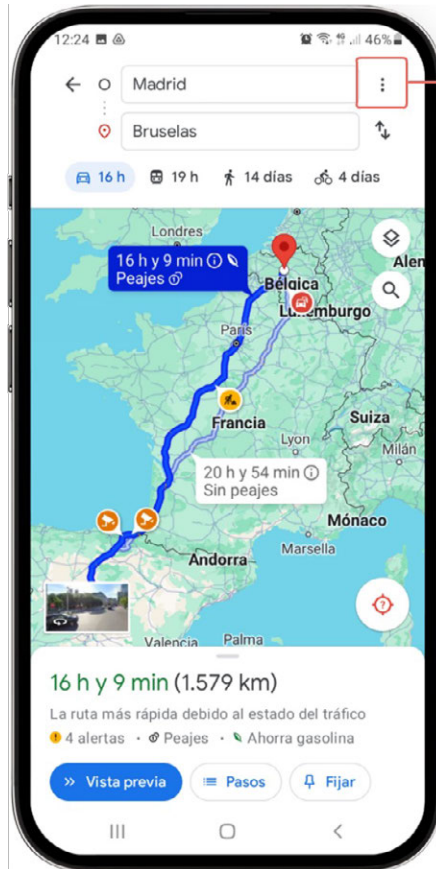 12:24 46%
Madrid
Bruselas
16 h 19 h 14 días 4 días
Londres
16 h y 9 min
Peajes
Bélgica
Alen
Luxemburgo
París
Francia
Suiza
Lyon
Milán
20 h y 54 min
Sin peajes
Mónaco
Marsella
Andorra
Valencia Palma
16 h y 9 min (1.579 km)
La ruta más rápida debido al estado del tráfico
4 alertas · Peajes · Ahorra gasolina
Vista previa Pasos Fijar